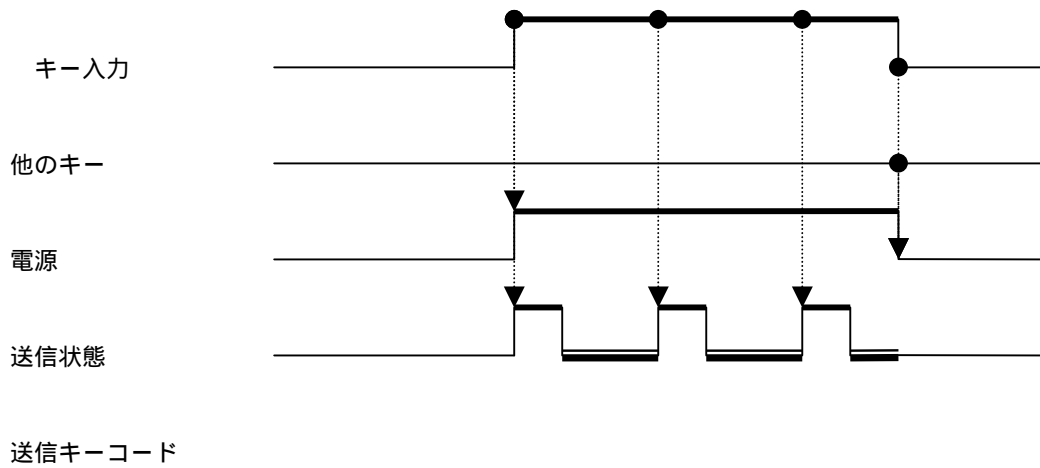 キー入力
他のキー
電源
送信状態
送信キーコード